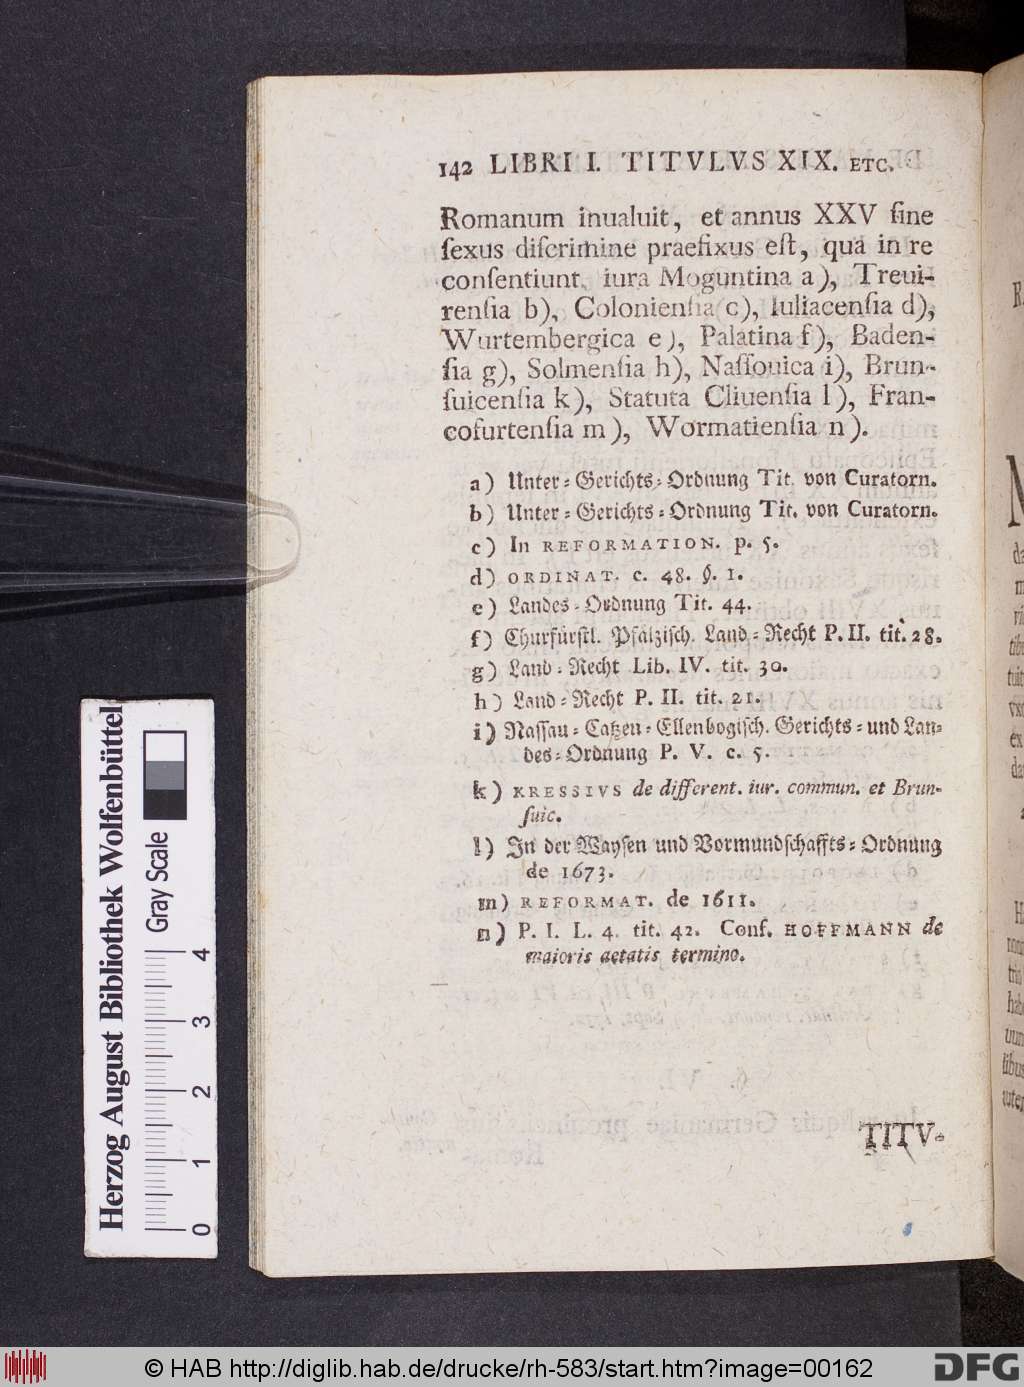 142 LIBRI I. TITVLVS XIX. ETC.
Romanum inualuit, et annus XXV ſine
ſexus diſcrimine praefixus eſt, qua in re
conſentiunt iura Moguntina a), Treui-
renſia b), Colonienſia c), Iuliacenſia d),
Wurtembergica e), Palatina f), Baden-
ſia g), Solmenſia h), Naſſouica i), Brun-
ſuicenſia k), Statuta Cliuenſia l), Fran-
cofurtenſia m), Wormatienſia n).
a) Unter-Gerichts-Ordnung Tit. von Curatorn.
b) Unter-Gerichts-Ordnung Tit. von Curatorn.
c) In REFORMATION. p. 5.
d) ORDINAT. c. 48. §. 1.
e) Landes-Ordnung Tit. 44.
f) Churfürſtl. Pfälziſch. Land-Recht P. II. tit. 28.
g) Land-Recht Lib. IV. tit. 30.
h) Land-Recht P. II. tit. 21.
i) Naſſau-Catzen-Ellenbogiſch. Gerichts- und Lan-
des-Ordnung P. V. c. 5.
k) KRESSIVS de different. iur. commun. et Brun-
ſuic.
l) In der Wayſen und Vormundſchaffts-Ordnung
de 1673.
m) REFORMAT. de 1611.
n) P. I. L. 4. tit. 42. Conf. HOFFMANN de
maioris aetatis termino.
TITV-
Herzog August Bibliothek Wolfenbüttel
Gray Scale
0 1 2 3 4
© HAB http://diglib.hab.de/drucke/rh-583/start.htm?image=00162
DFG